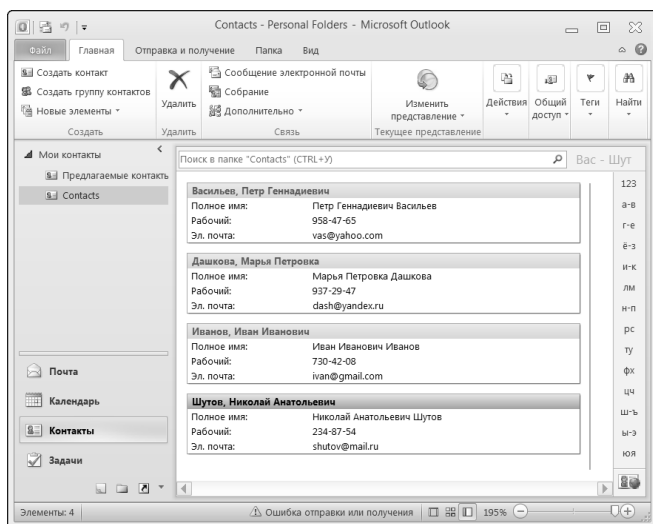 Contacts - Personal Folders - Microsoft Outlook
Файл Главная Отправка и получение Папка Вид
Создать контакт
Создать группу контактов
Новые элементы
Создать
Удалить
Удалить
Сообщение электронной почты
Собрание
Дополнительно
Связь
Изменить представление
Текущее представление
Действия
Общий доступ
Теги
Найти
Мои контакты
Предлагаемые контакты
Contacts
Почта
Календарь
Контакты
Задачи
Поиск в папке "Contacts" (CTRL+У)
Вас - Шут
Васильев, Петр Геннадиевич
Полное имя: Петр Геннадиевич Васильев
Рабочий: 958-47-65
Эл. почта: vas@yahoo.com
Дашкова, Марья Петровка
Полное имя: Марья Петровка Дашкова
Рабочий: 937-29-47
Эл. почта: dash@yandex.ru
Иванов, Иван Иванович
Полное имя: Иван Иванович Иванов
Рабочий: 730-42-08
Эл. почта: ivan@gmail.com
Шутов, Николай Анатольевич
Полное имя: Николай Анатольевич Шутов
Рабочий: 234-87-54
Эл. почта: shutov@mail.ru
123
а-в
г-е
ё-з
и-к
лм
н-п
рс
ту
фх
цч
ш-ъ
ы-э
юя
Элементы: 4
Ошибка отправки или получения
195%